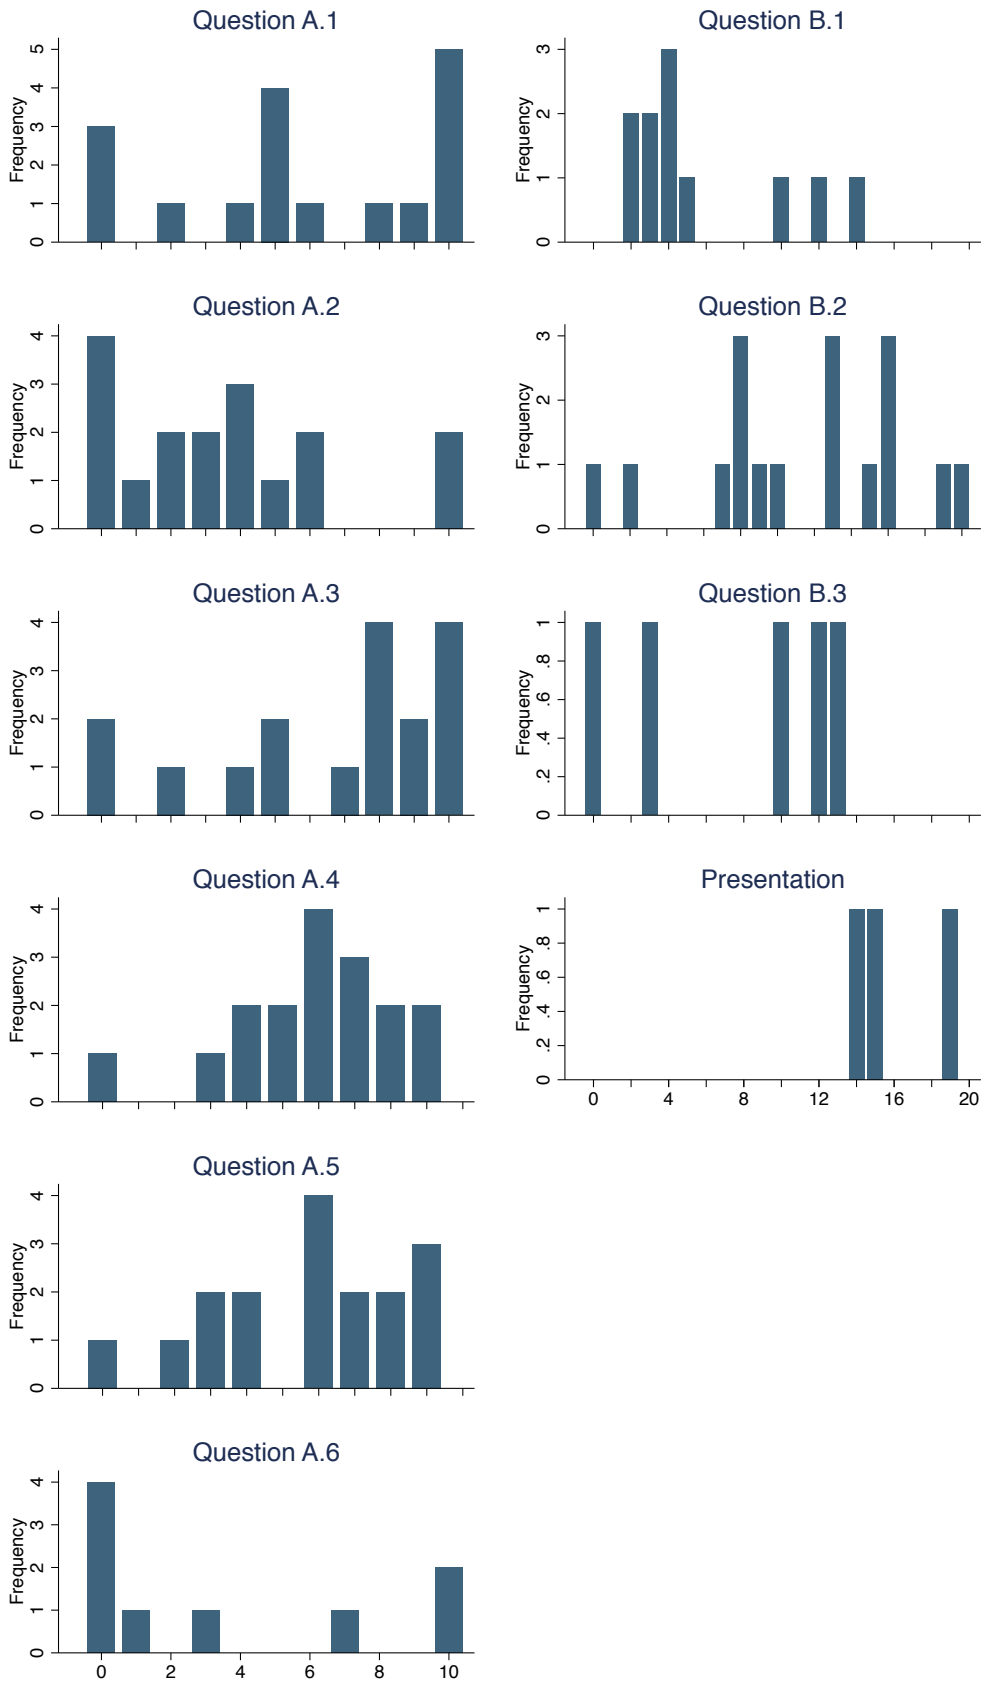 Question A.1
Frequency
0 1 2 3 4 5
Question B.1
Frequency
0 1 2 3
Question A.2
Frequency
0 1 2 3 4
Question B.2
Frequency
0 1 2 3
Question A.3
Frequency
0 1 2 3 4
Question B.3
Frequency
0 .2 .4 .6 .8 1
Question A.4
Frequency
0 1 2 3 4
Presentation
Frequency
0 .2 .4 .6 .8 1
0 4 8 12 16 20
Question A.5
Frequency
0 1 2 3 4
Question A.6
Frequency
0 1 2 3 4
0 2 4 6 8 10